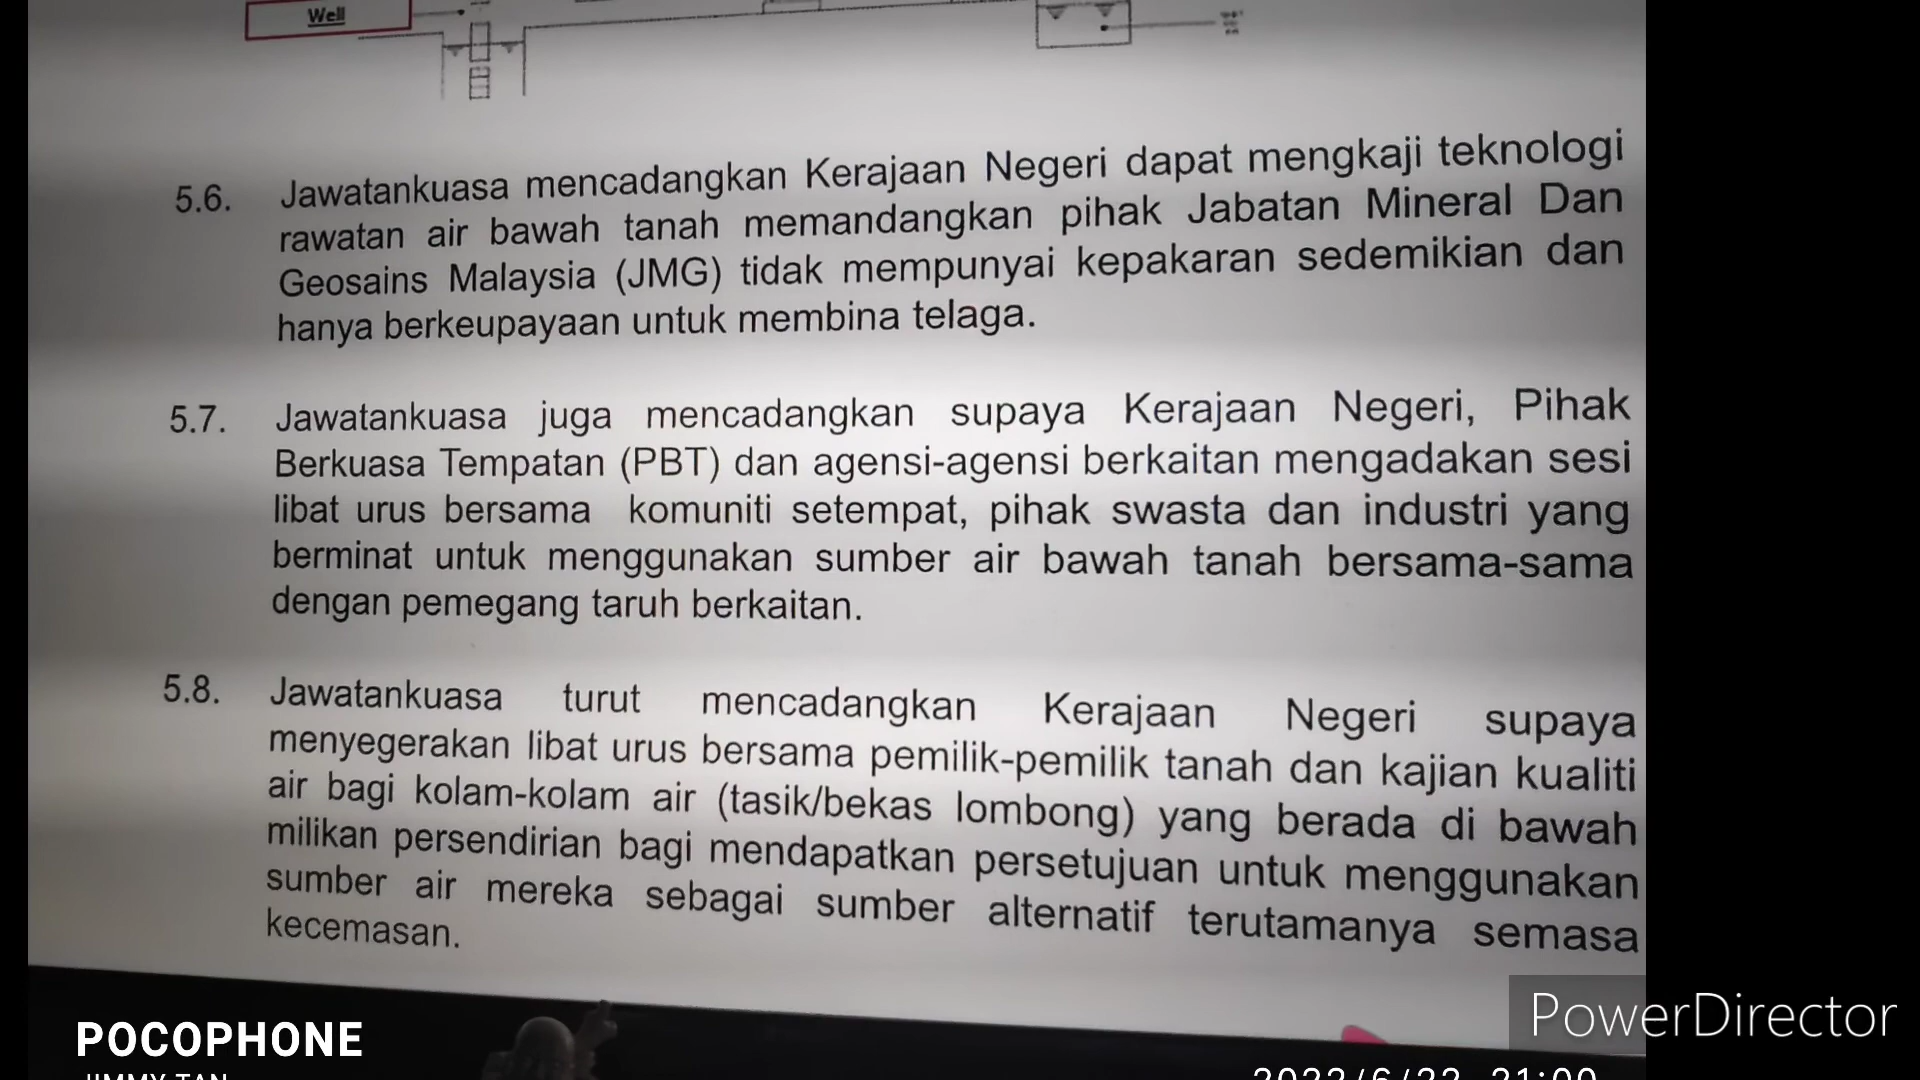 Well
5.6. Jawatankuasa mencadangkan Kerajaan Negeri dapat mengkaji teknologi
rawatan air bawah tanah memandangkan pihak Jabatan Mineral Dan
Geosains Malaysia (JMG) tidak mempunyai kepakaran sedemikian dan
hanya berkeupayaan untuk membina telaga.
5.7. Jawatankuasa juga mencadangkan supaya Kerajaan Negeri, Pihak
Berkuasa Tempatan (PBT) dan agensi-agensi berkaitan mengadakan sesi
libat urus bersama komuniti setempat, pihak swasta dan industri yang
berminat untuk menggunakan sumber air bawah tanah bersama-sama
dengan pemegang taruh berkaitan.
5.8. Jawatankuasa turut mencadangkan Kerajaan Negeri supaya
menyegerakan libat urus bersama pemilik-pemilik tanah dan kajian kualiti
air bagi kolam-kolam air (tasik/bekas lombong) yang berada di bawah
milikan persendirian bagi mendapatkan persetujuan untuk menggunakan
sumber air mereka sebagai sumber alternatif terutamanya semasa
kecemasan.
PowerDirector
POCOPHONE
JIMMY TAN